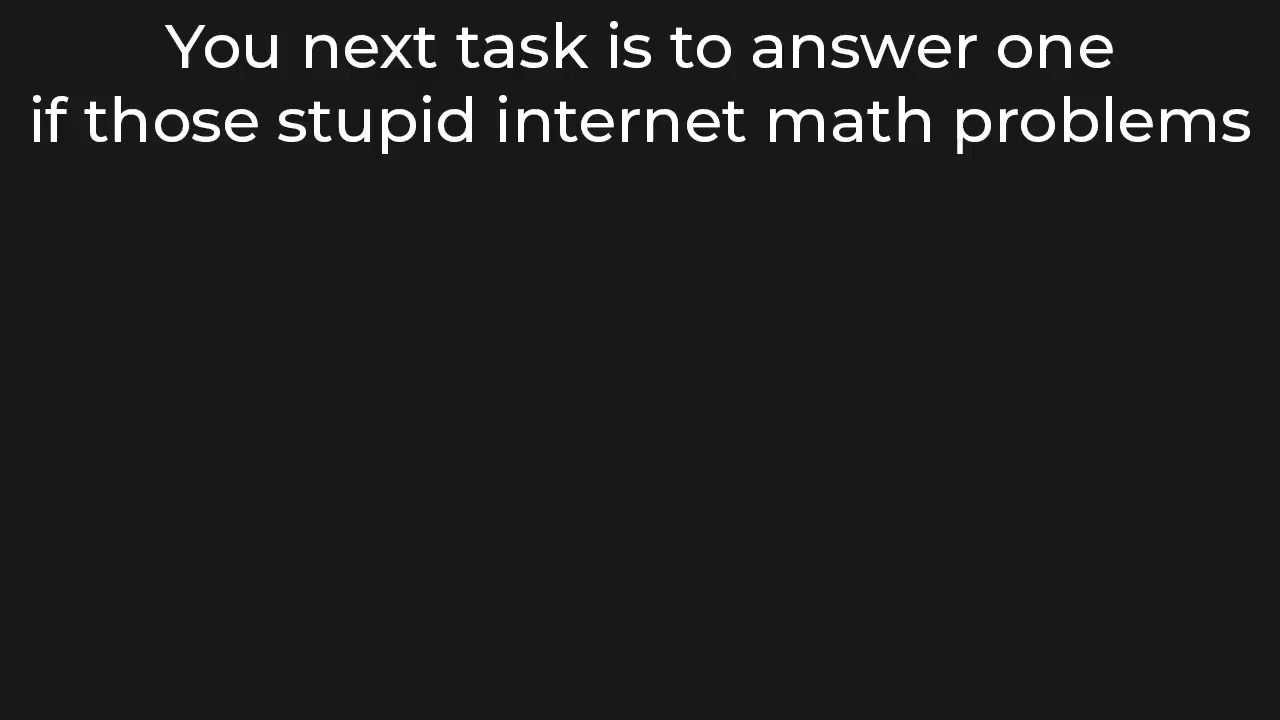 You next task is to answer one
if those stupid internet math problems